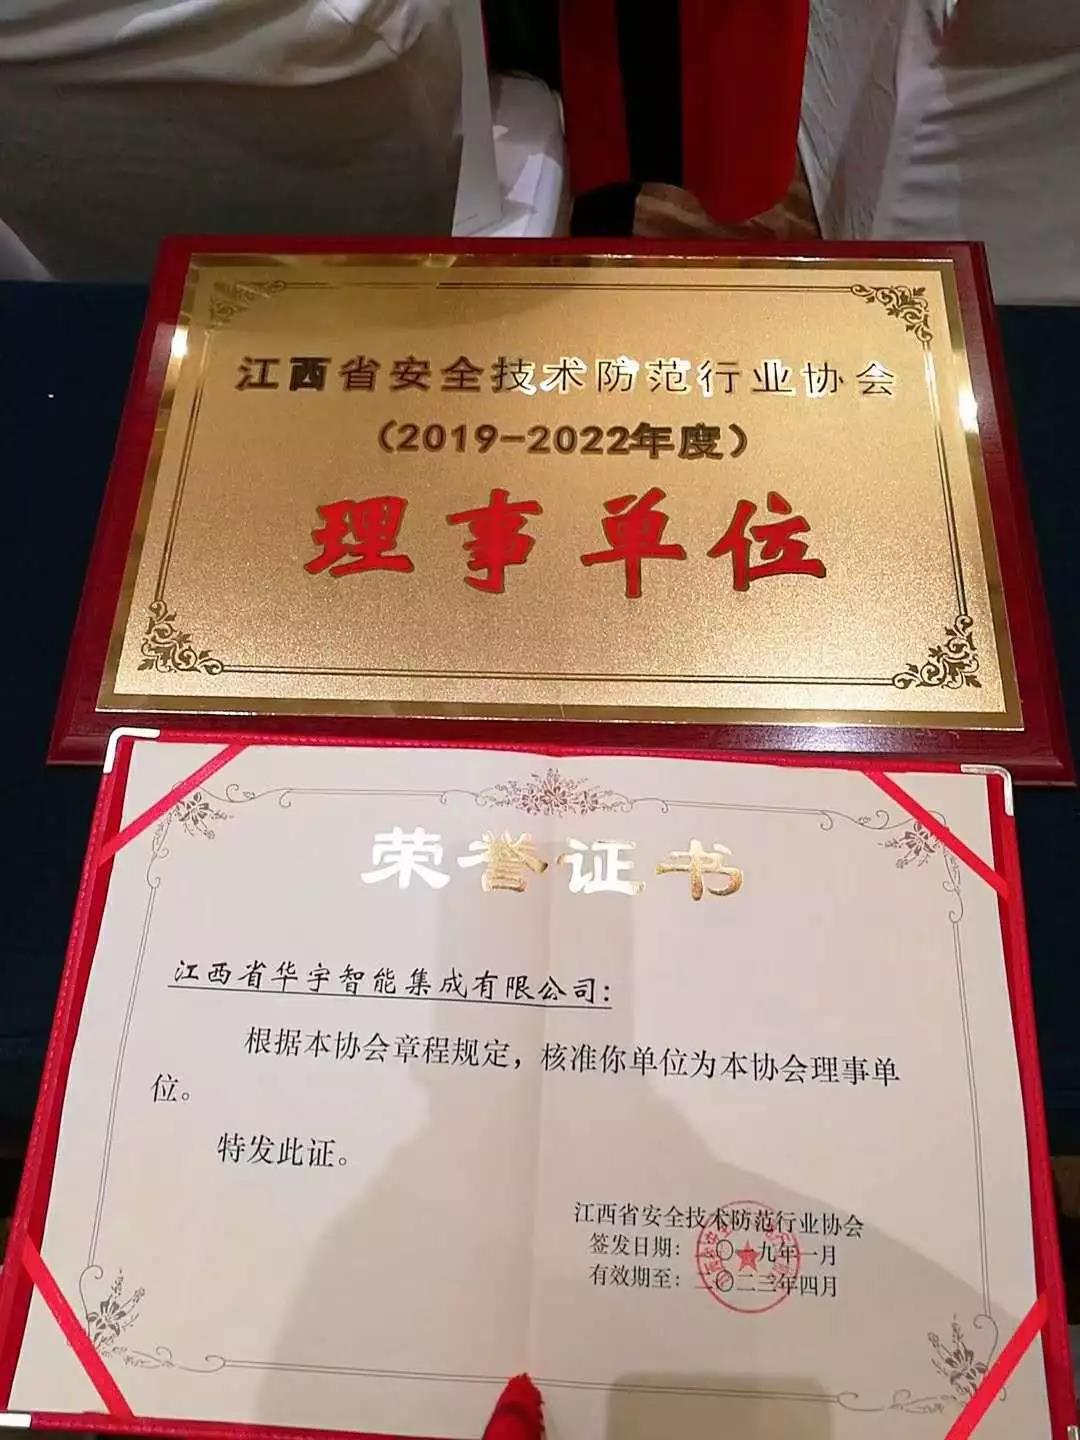 江西省安全技术防范行业协会
（2019-2022年度）
理事单位
荣誉证书
江西省华宇智能集成有限公司：
根据本协会章程规定，核准你单位为本协会理事单
位。
特发此证。
江西省安全技术防范行业协会
签发日期：二〇一九年一月
有效期至：二〇二三年四月